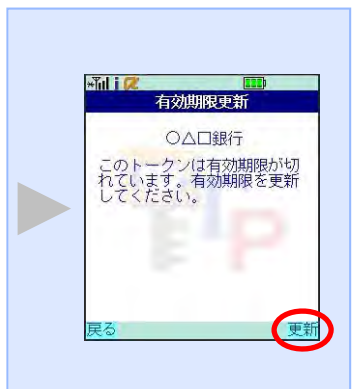 有効期限更新
○△□銀行
このトークンは有効期限が切
れています。有効期限を更新
してください。
戻る
更新